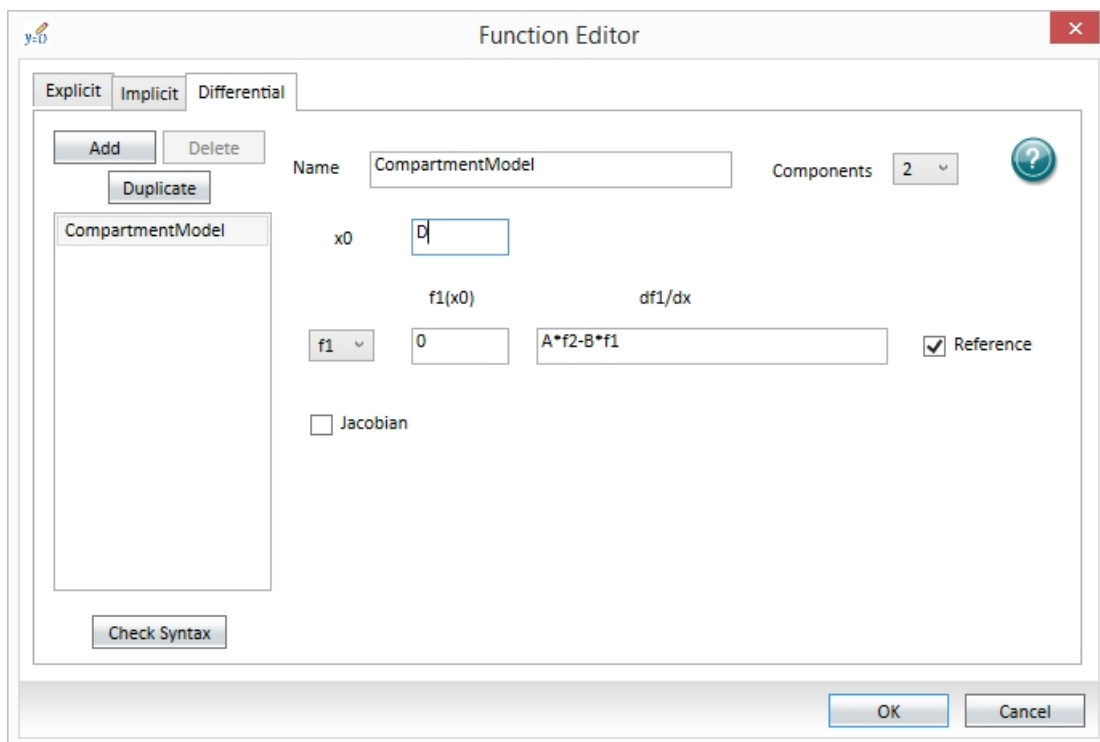 y=()
Function Editor
Explicit Implicit Differential
Add Delete
Duplicate
Name CompartmentModel Components 2 ?
CompartmentModel
x0 D
f1(x0) df1/dx
f1 0 A*f2-B*f1 Reference
Jacobian
Check Syntax
OK Cancel